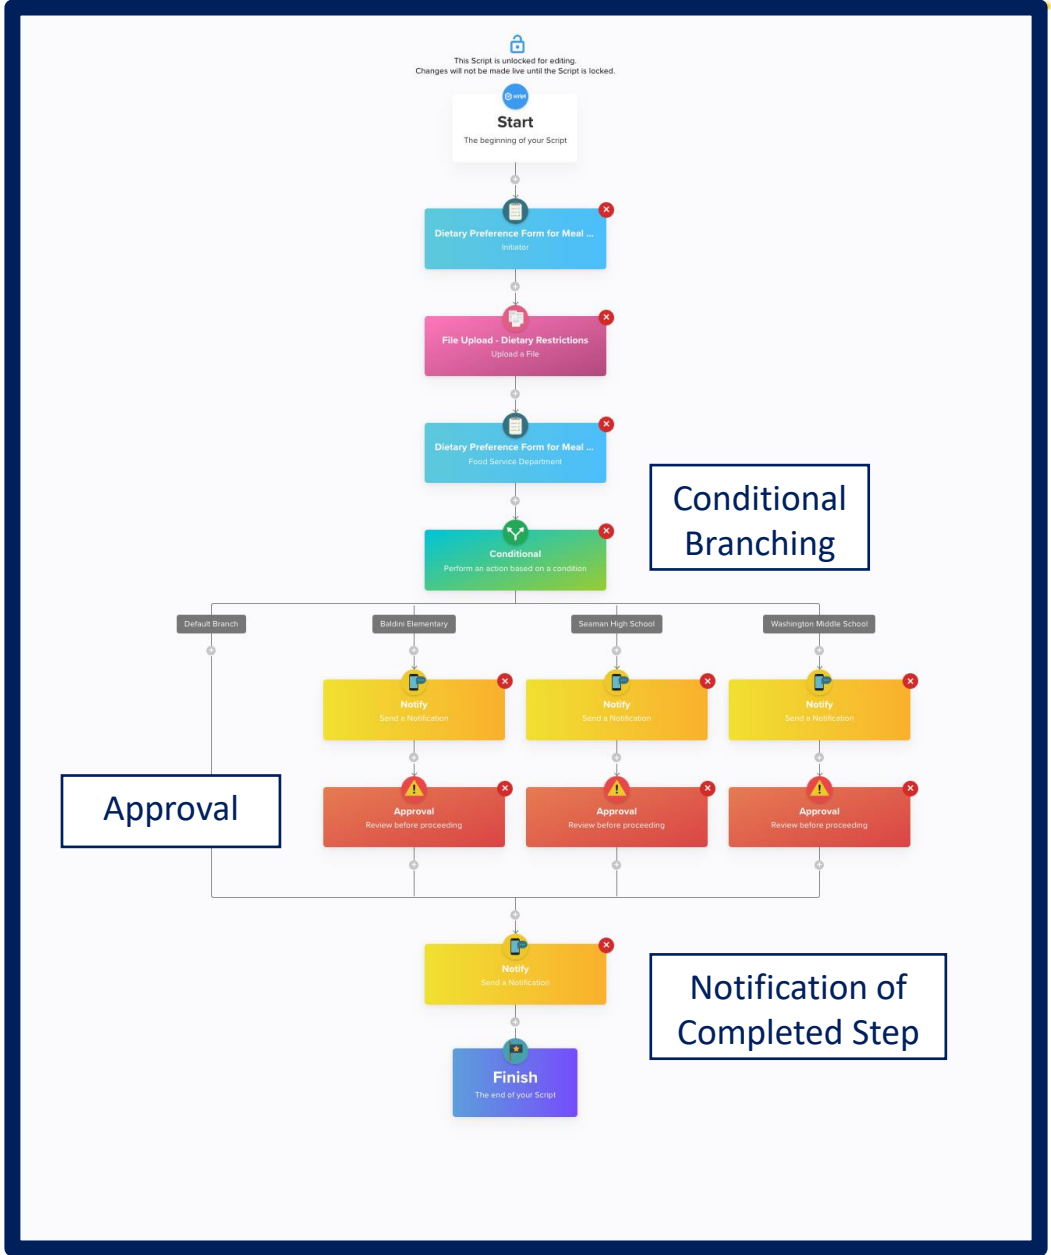 This Script is unlocked for editing.
Changes will not be made live until the Script is locked.
script
Start
The beginning of your Script
Dietary Preference Form for Meal ...
Initiator
File Upload - Dietary Restrictions
Upload a File
Dietary Preference Form for Meal ...
Food Service Department
Conditional
Branching
Conditional
Perform an action based on a condition
Default Branch
Baldini Elementary
Seaman High School
Washington Middle School
Notify
Send a Notification
Notify
Send a Notification
Notify
Send a Notification
Approval
Approval
Review before proceeding
Approval
Review before proceeding
Approval
Review before proceeding
Notify
Send a Notification
Notification of
Completed Step
Finish
The end of your Script